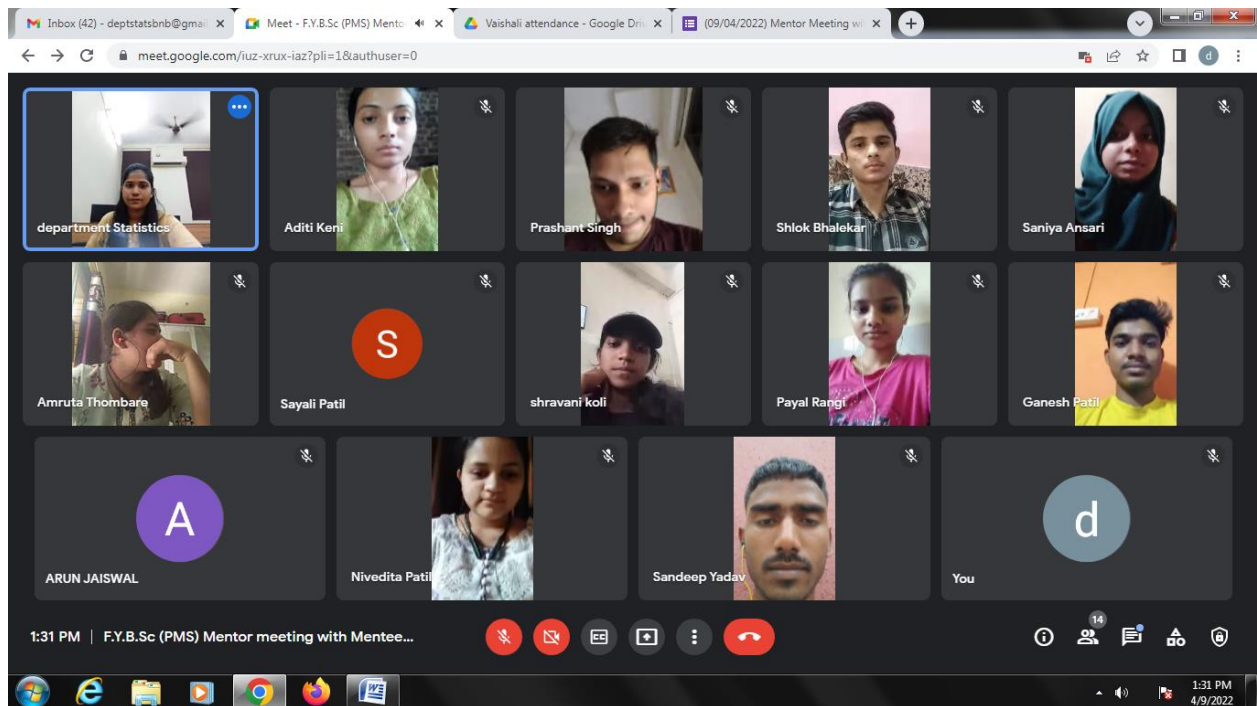 Inbox (42) - deptstatsbnb@gmai
Meet - F.Y.B.Sc (PMS) Mento
Vaishali attendance - Google Dri
(09/04/2022) Mentor Meeting wi
meet.google.com/iuz-xrux-iaz?pli=1&authuser=0
d
department Statistics
Aditi Keni
Prashant Singh
Shlok Bhalekar
Saniya Ansari
Amruta Thombare
S
Sayali Patil
shravani koli
Payal Rangi
Ganesh Patil
A
ARUN JAISWAL
Nivedita Patil
Sandeep Yadav
d
You
1:31 PM | F.Y.B.Sc (PMS) Mentor meeting with Mentee...
CC
14
1:31 PM
4/9/2022